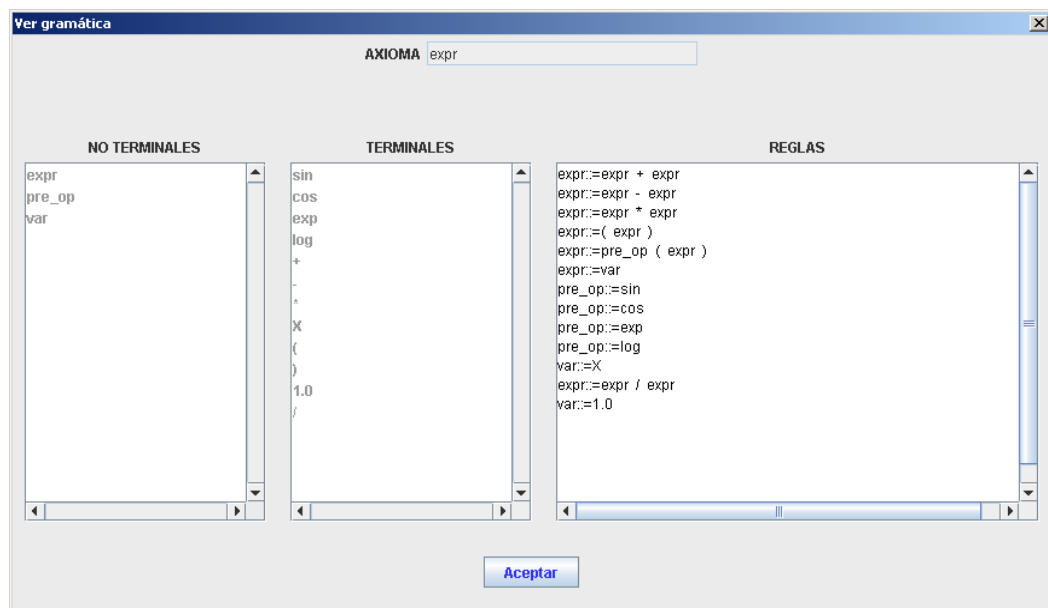 Ver gramática
AXIOMA expr
NO TERMINALES
expr
pre_op
var
TERMINALES
sin
cos
exp
log
+
-
*
X
(
)
1.0
/
REGLAS
expr::=expr + expr
expr::=expr - expr
expr::=expr * expr
expr::=( expr )
expr::=pre_op ( expr )
expr::=var
pre_op::=sin
pre_op::=cos
pre_op::=exp
pre_op::=log
var::=X
expr::=expr / expr
var::=1.0
Aceptar